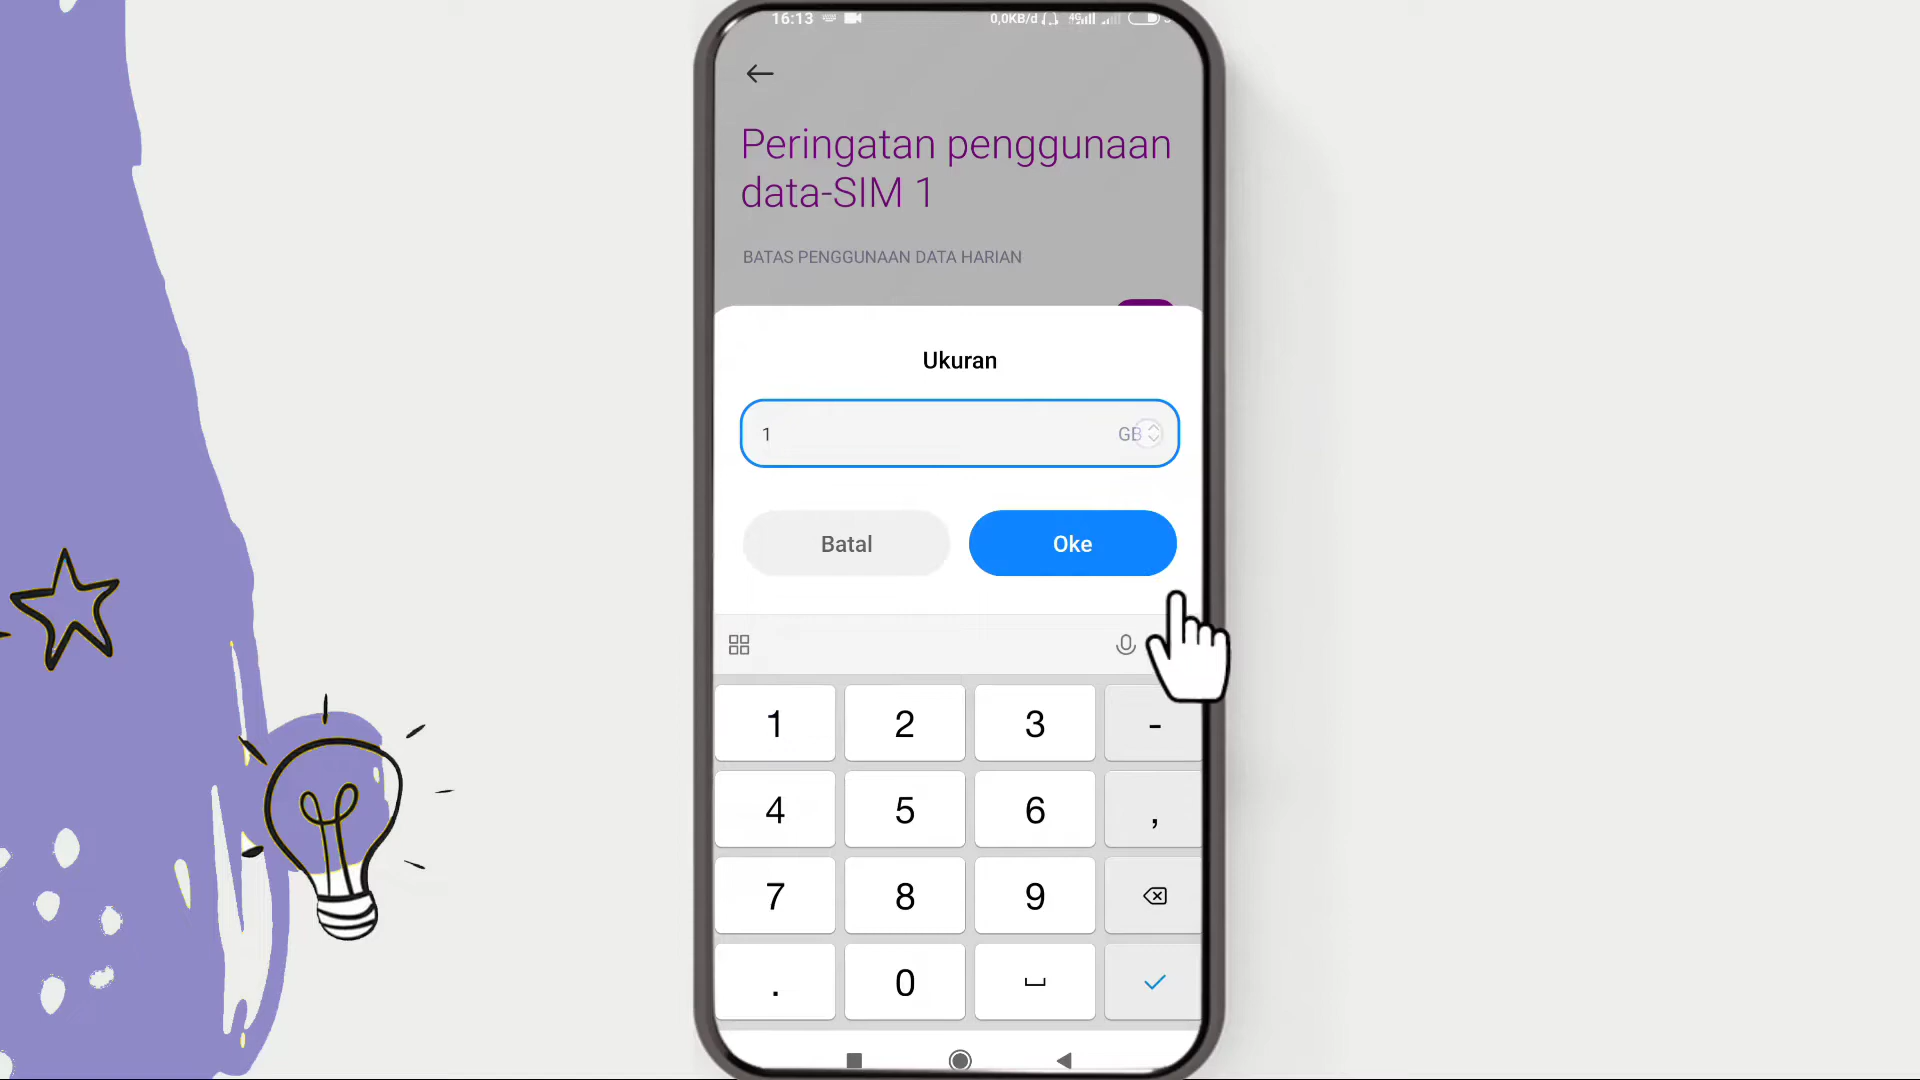 16:13 0,0KB/d 4G
←
Peringatan penggunaan
data-SIM 1
BATAS PENGGUNAAN DATA HARIAN
Ukuran
1 GB
Batal Oke
1 2 3 -
4 5 6 ,
7 8 9
. 0